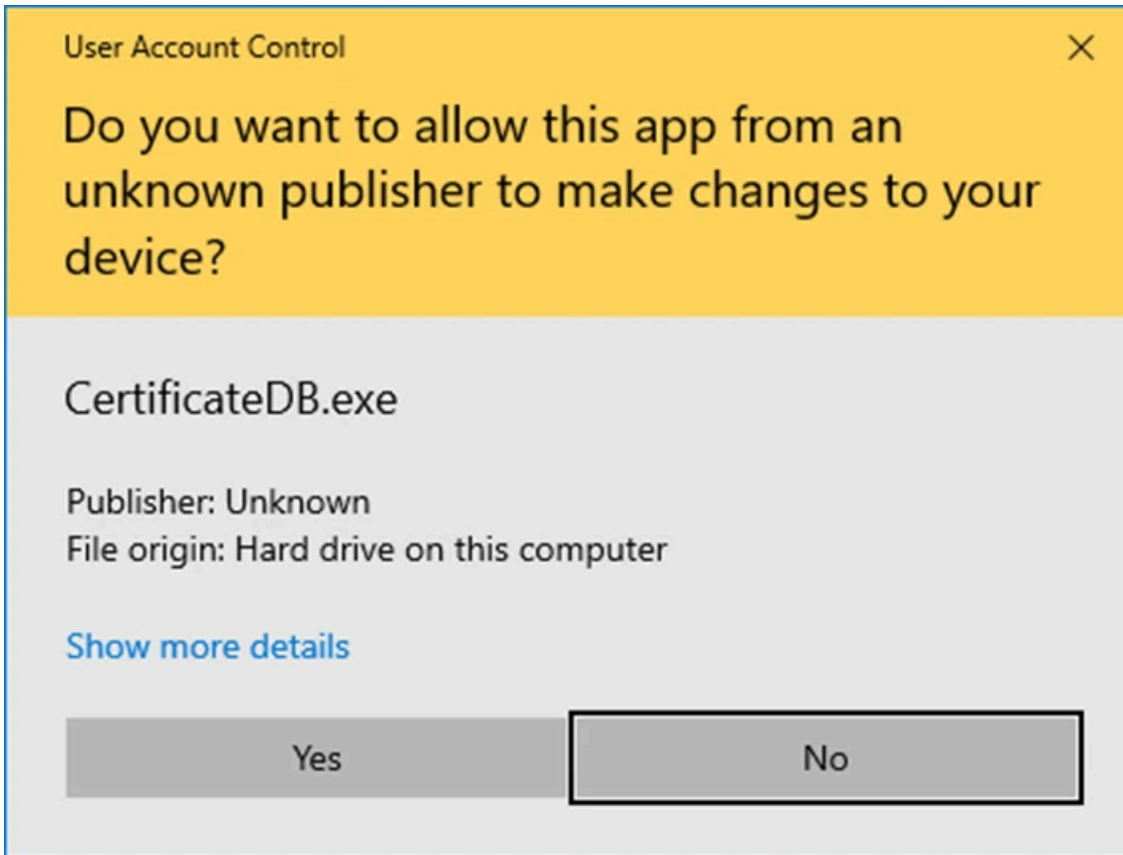 User Account Control
Do you want to allow this app from an
unknown publisher to make changes to your
device?
CertificateDB.exe
Publisher: Unknown
File origin: Hard drive on this computer
Show more details
Yes
No